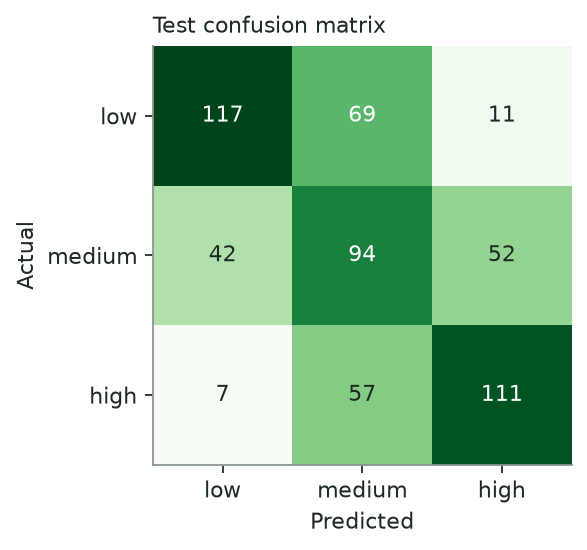 Test confusion matrix
low 117 69 11
medium 42 94 52
high 7 57 111
low medium high
Predicted
Actual